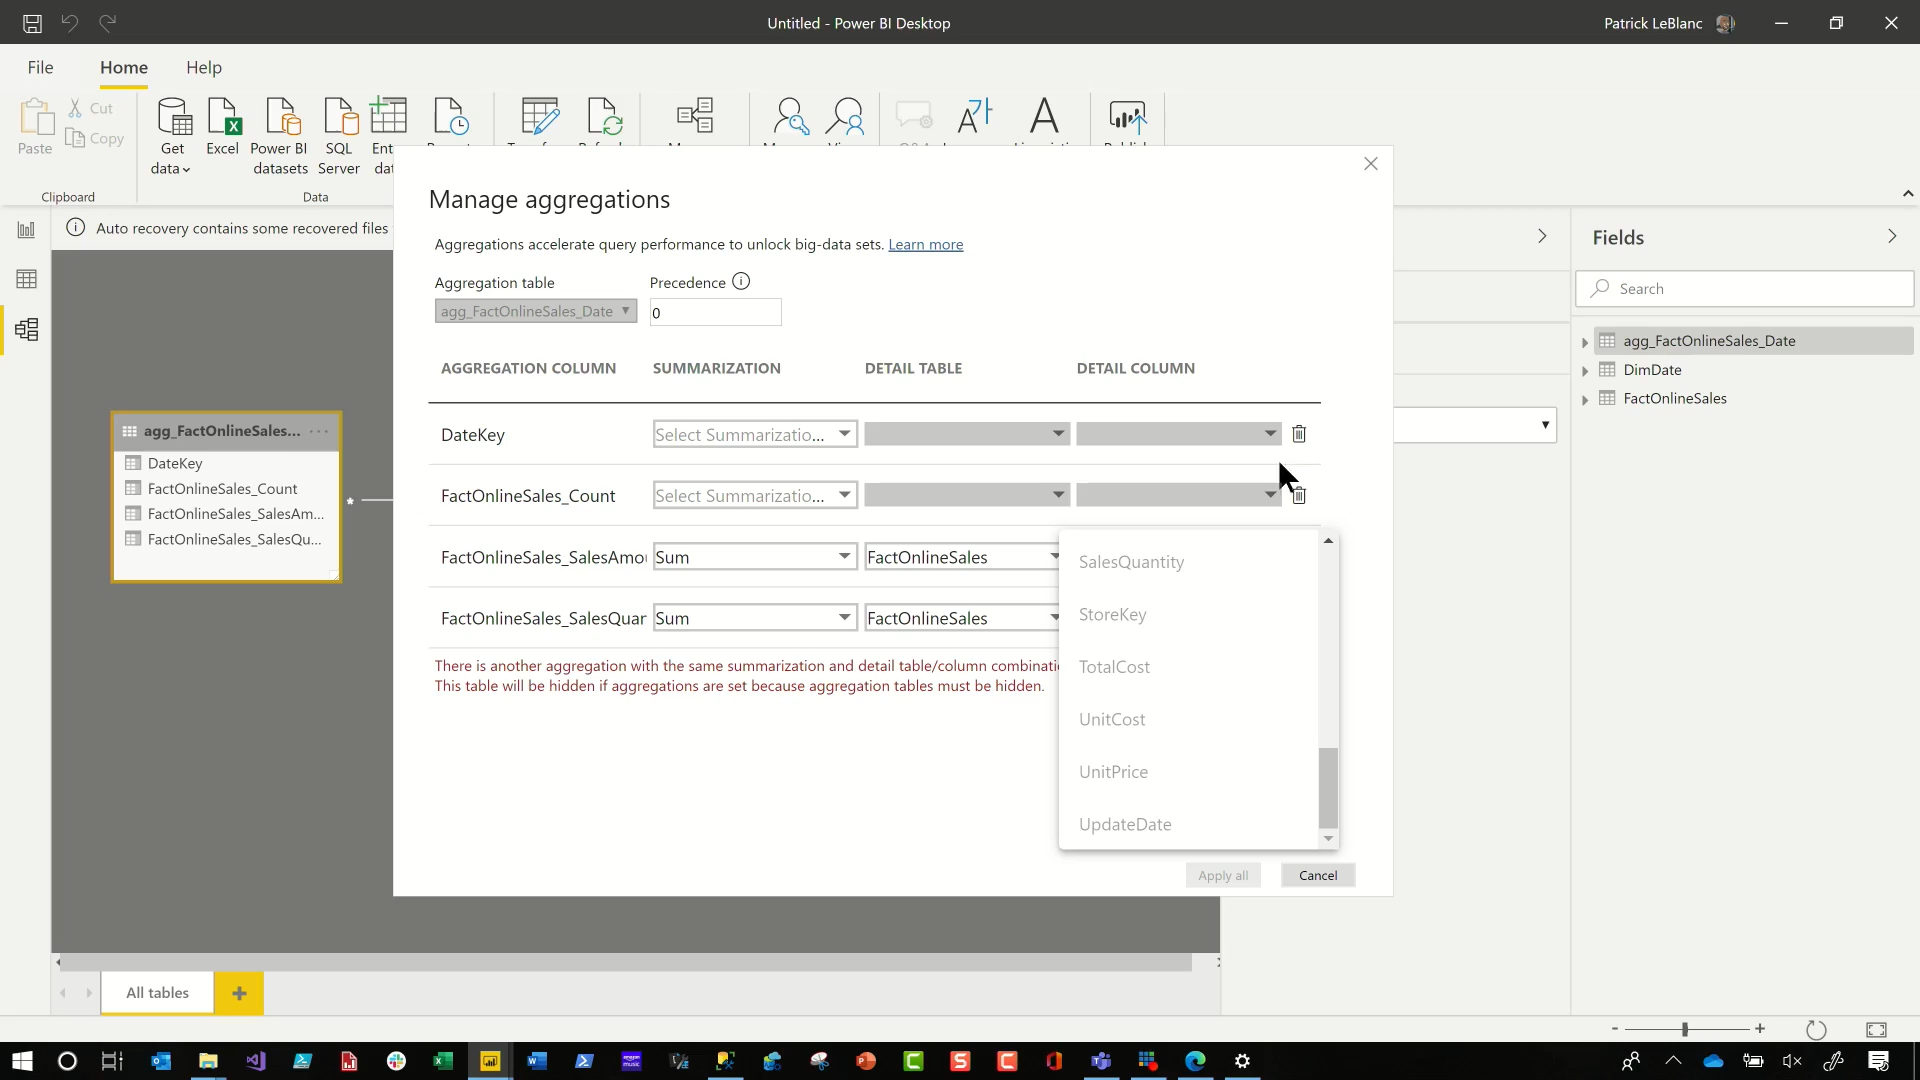 Untitled - Power BI Desktop
Patrick LeBlanc
File
Home
Help
Paste
Cut
Copy
Get data
Excel
Power BI datasets
SQL Server
Clipboard
Data
Auto recovery contains some recovered files
Manage aggregations
Aggregations accelerate query performance to unlock big-data sets. Learn more
Aggregation table
Precedence
agg_FactOnlineSales_Date
0
AGGREGATION COLUMN
SUMMARIZATION
DETAIL TABLE
DETAIL COLUMN
DateKey
Select Summarizatio...
FactOnlineSales_Count
Select Summarizatio...
FactOnlineSales_SalesAmo
Sum
FactOnlineSales
FactOnlineSales_SalesQuar
Sum
FactOnlineSales
There is another aggregation with the same summarization and detail table/column combinati
This table will be hidden if aggregations are set because aggregation tables must be hidden.
SalesQuantity
StoreKey
TotalCost
UnitCost
UnitPrice
UpdateDate
Apply all
Cancel
agg_FactOnlineSales...
DateKey
FactOnlineSales_Count
FactOnlineSales_SalesAm...
FactOnlineSales_SalesQu...
Fields
Search
agg_FactOnlineSales_Date
DimDate
FactOnlineSales
All tables